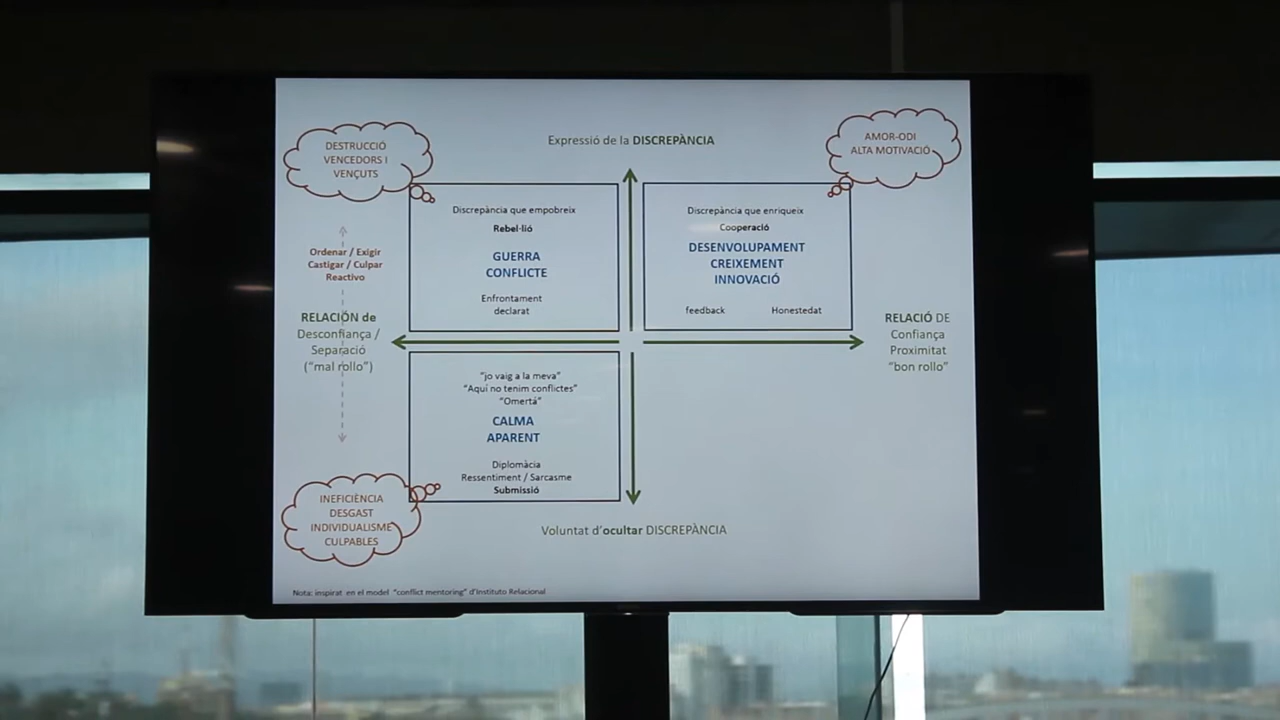 Expressió de la DISCREPÀNCIA
DESTRUCCIÓ
VENCEDORS I
VENÇUTS
AMOR-ODI
ALTA MOTIVACIÓ
Discrepància que empobreix
Rebel·lió
GUERRA
CONFLICTE
Enfrontament
declarat
Discrepància que enriqueix
Cooperació
DESENVOLUPAMENT
CREIXEMENT
INNOVACIÓ
feedback Honestedat
Ordenar / Exigir
Castigar / Culpar
Reactivo
RELACIÓN de
Desconfiança /
Separació
("mal rollo")
RELACIÓ DE
Confiança
Proximitat
"bon rollo"
"jo vaig a la meva"
"Aquí no tenim conflictes"
"Omertá"
CALMA
APARENT
Diplomàcia
Ressentiment / Sarcasme
Submissió
INEFICIÈNCIA
DESGAST
INDIVIDUALISME
CULPABLES
Voluntat d'ocultar DISCREPÀNCIA
Nota: inspirat en el model "conflict mentoring" d'Instituto Relacional